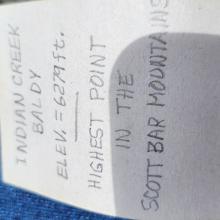 INDIAN CREEK
BALDY
ELEV. = 6279 ft.
HIGHEST POINT
IN THE
SCOTT BAR MOUNTAINS